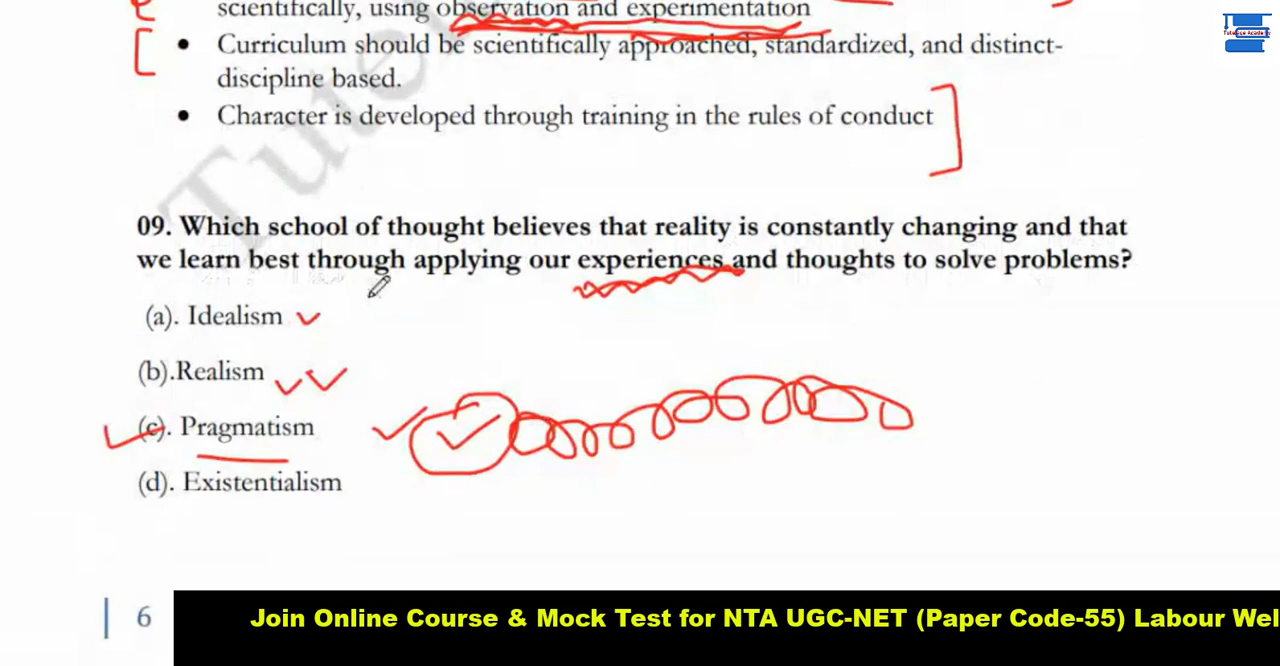 scientifically, using observation and experimentation
• Curriculum should be scientifically approached, standardized, and distinct-
discipline based.
• Character is developed through training in the rules of conduct
09. Which school of thought believes that reality is constantly changing and that
we learn best through applying our experiences and thoughts to solve problems?
(a). Idealism
(b).Realism
(c). Pragmatism
(d). Existentialism
6
Join Online Course & Mock Test for NTA UGC-NET (Paper Code-55) Labour Wel